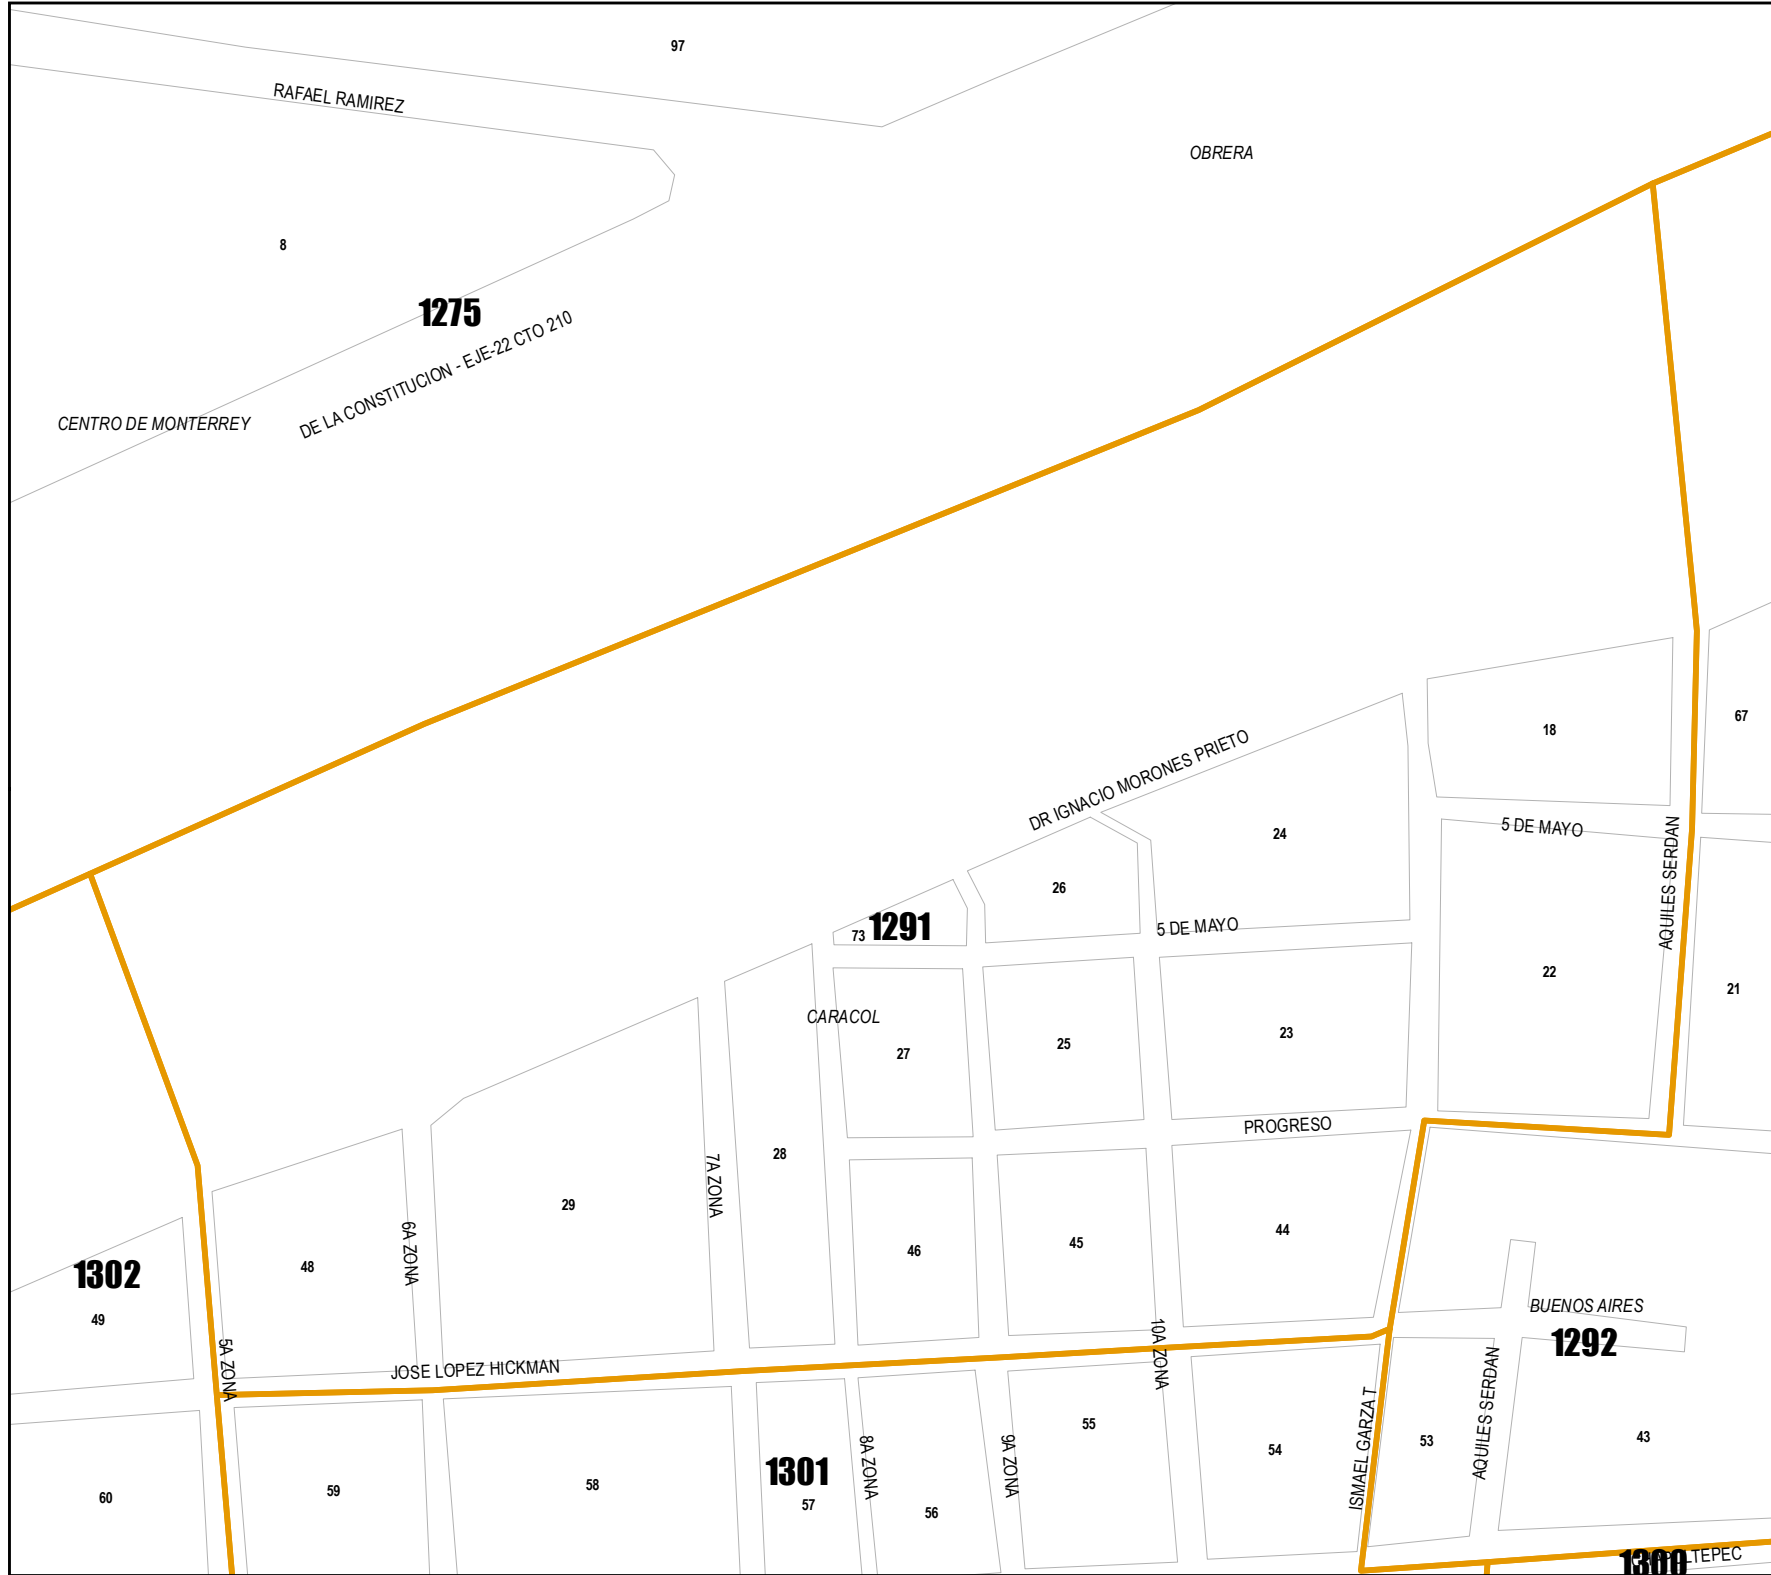 97
RAFAEL RAMIREZ
OBRERA
8
1275
DE LA CONSTITUCION - EJE-22 CTO 210
CENTRO DE MONTERREY
18
67
DR IGNACIO MORONES PRIETO
24
5 DE MAYO
AQUILES SERDAN
26
5 DE MAYO
73
1291
22
21
CARACOL
27
25
23
PROGRESO
28
7A ZONA
29
6A ZONA
48
46
45
44
1302
49
BUENOS AIRES
1292
5A ZONA
JOSE LOPEZ HICKMAN
10A ZONA
AQUILES SERDAN
ISMAEL GARZA T
55
54
53
43
8A ZONA
9A ZONA
1301
57
60
59
58
56
1300